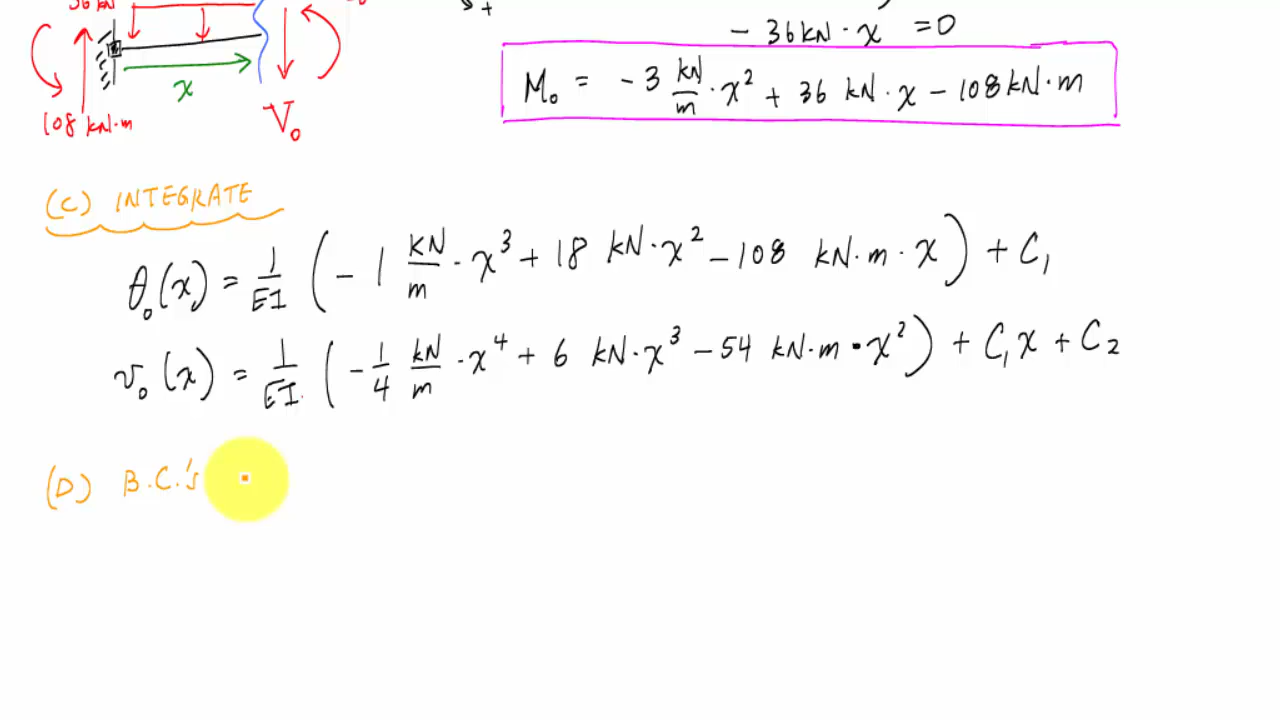 36 kN
+
- 36 kN · x = 0
x
M₀ = - 3 kN/m · x² + 36 kN · x - 108 kN · m
108 kN·m
V₀
(C) INTEGRATE
θ₀(x) = 1/EI ( - 1 kN/m · x³ + 18 kN · x² - 108 kN · m · x ) + C₁
v₀(x) = 1/EI ( - 1/4 kN/m · x⁴ + 6 kN · x³ - 54 kN · m · x² ) + C₁x + C₂
(D) B.C.'s